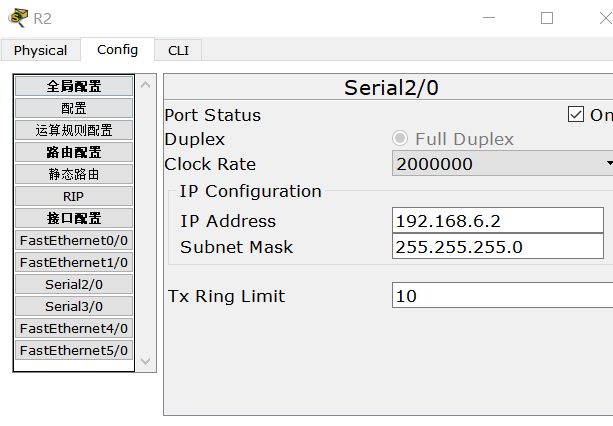 R2
Physical Config CLI
全局配置
配置
运算规则配置
路由配置
静态路由
RIP
接口配置
FastEthernet0/0
FastEthernet1/0
Serial2/0
Serial3/0
FastEthernet4/0
FastEthernet5/0
Serial2/0
Port Status On
Duplex Full Duplex
Clock Rate 2000000
IP Configuration
IP Address 192.168.6.2
Subnet Mask 255.255.255.0
Tx Ring Limit 10